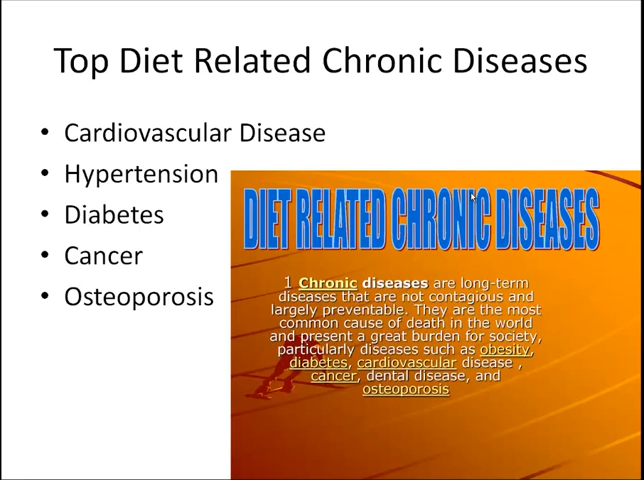 Top Diet Related Chronic Diseases
• Cardiovascular Disease
• Hypertension
• Diabetes
• Cancer
• Osteoporosis
DIET RELATED CHRONIC DISEASES
1 Chronic diseases are long-term
diseases that are not contagious and
largely preventable. They are the most
common cause of death in the world
and present a great burden for society,
particularly diseases such as obesity,
diabetes, cardiovascular disease ,
cancer, dental disease, and
osteoporosis